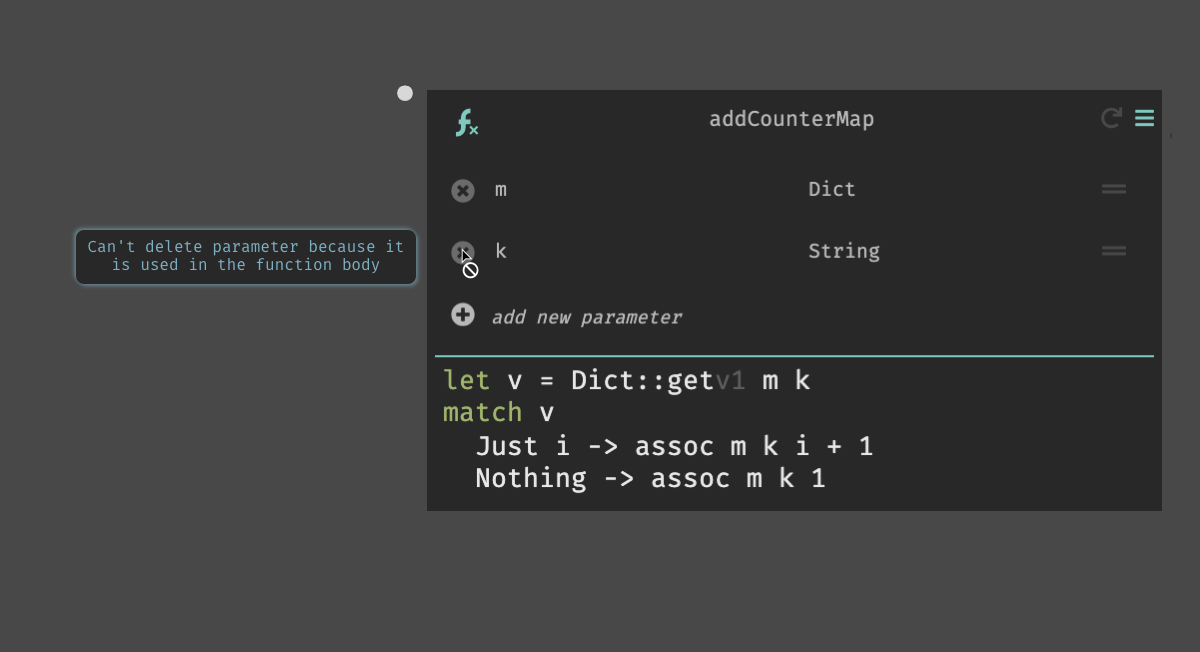 fx
addCounterMap
m Dict
Can't delete parameter because it
is used in the function body
k String
add new parameter
let v = Dict::getv1 m k
match v
  Just i -> assoc m k i + 1
  Nothing -> assoc m k 1